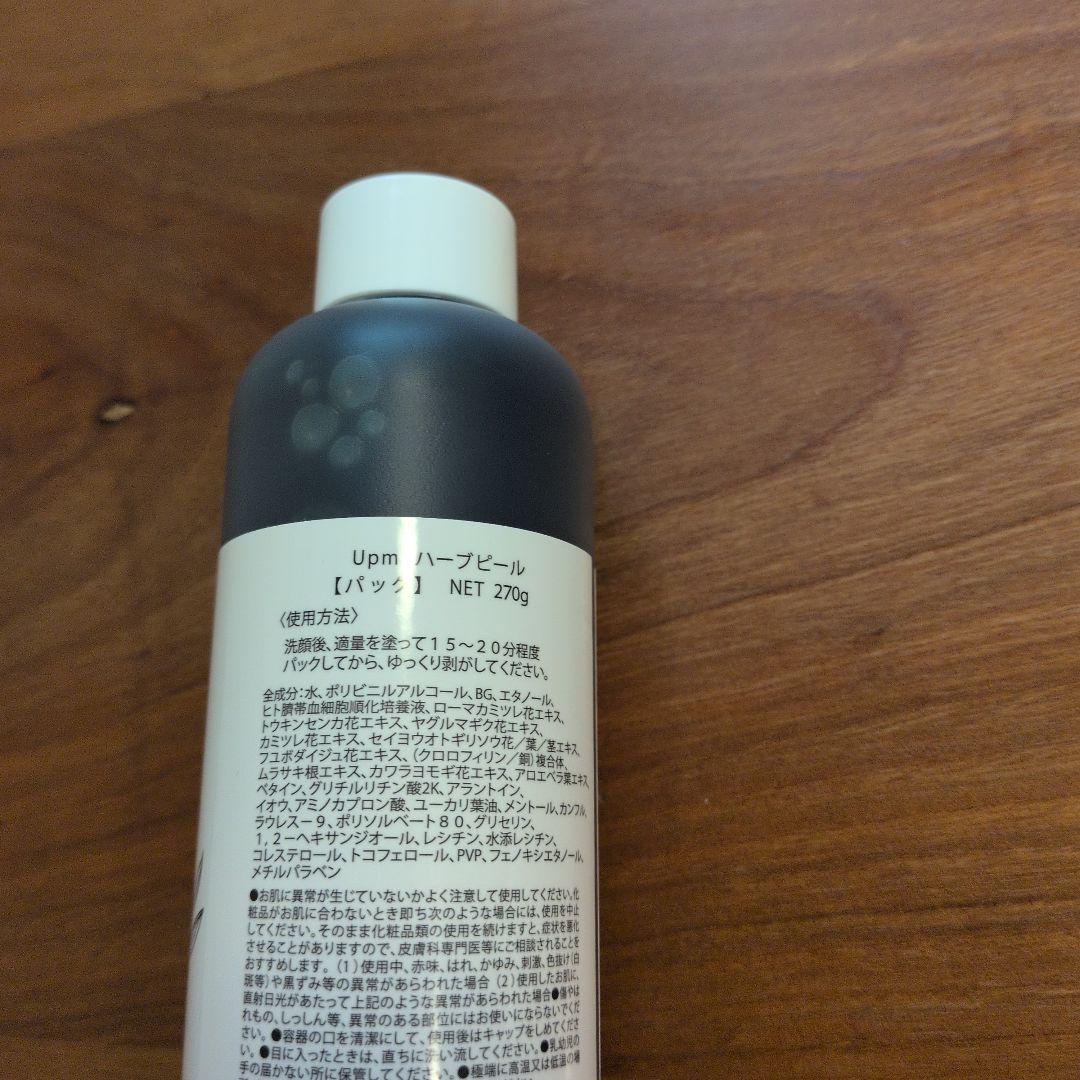 Upm ハーブピール
【パック】 NET 270g
〈使用方法〉
洗顔後、適量を塗って15〜20分程度
パックしてから、ゆっくり剥がしてください。
全成分：水、ポリビニルアルコール、BG、エタノール、
ヒト臍帯血細胞順化培養液、ローマカミツレ花エキス、
トウキンセンカ花エキス、ヤグルマギク花エキス、
カミツレ花エキス、セイヨウオトギリソウ花／葉／茎エキス、
フユボダイジュ花エキス、（クロロフィリン／銅）複合体、
ムラサキ根エキス、カワラヨモギ花エキス、アロエベラ葉エキス、
ベタイン、グリチルリチン酸2K、アラントイン、
イオウ、アミノカプロン酸、ユーカリ葉油、メントール、カンフル、
ラウレス－9、ポリソルベート80、グリセリン、
1,2－ヘキサンジオール、レシチン、水添レシチン、
コレステロール、トコフェロール、PVP、フェノキシエタノール、
メチルパラベン
●お肌に異常が生じていないかよく注意して使用してください。化
粧品がお肌に合わないとき即ち次のような場合には、使用を中止
してください。そのまま化粧品類の使用を続けますと、症状を悪化
させることがありますので、皮膚科専門医等にご相談されることを
おすすめします。（1）使用中、赤味、はれ、かゆみ、刺激、色抜け（白
斑等）や黒ずみ等の異常があらわれた場合（2）使用したお肌に、
直射日光があたって上記のような異常があらわれた場合●傷やは
れもの、しっしん等、異常のある部位にはお使いにならないでくだ
さい。●容器の口を清潔にして、使用後はキャップをしめてくださ
い。●目に入ったときは、直ちに洗い流してください。●乳幼児の
手の届かない所に保管してください。●極端に高温又は低温の場